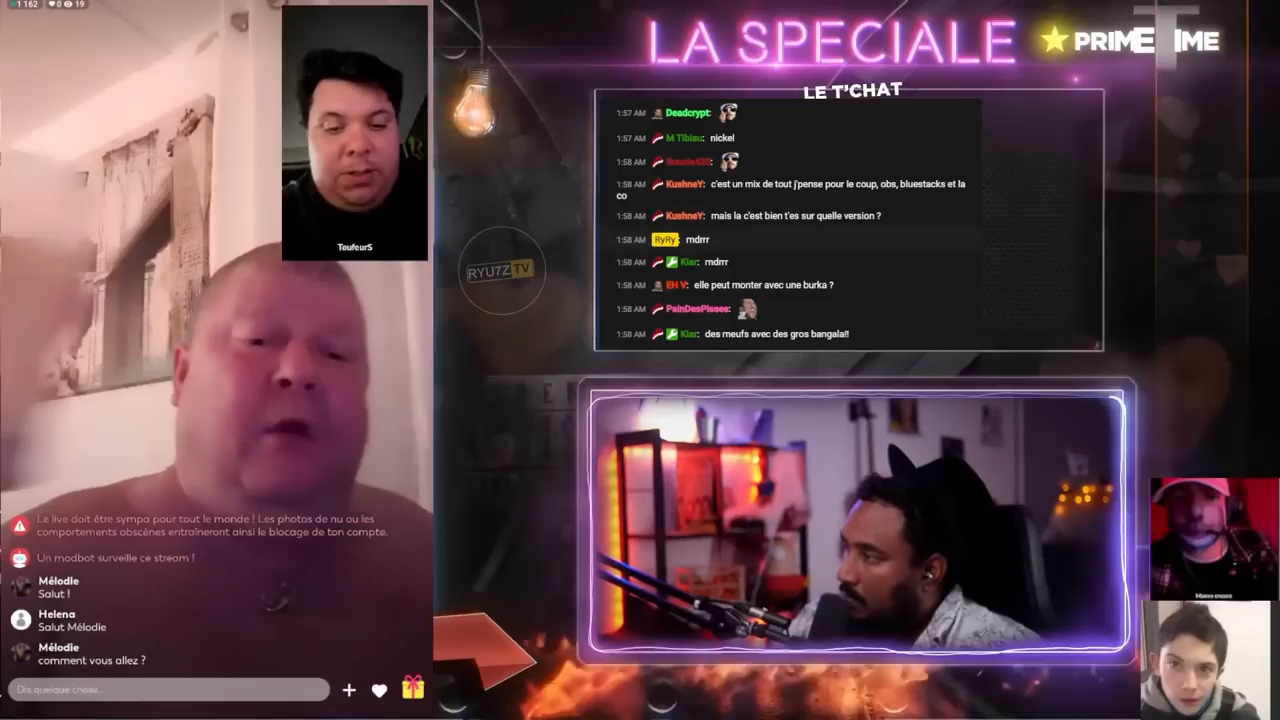 1 162 0 19
TeufeurS
Le live doit être sympa pour tout le monde ! Les photos de nu ou les
comportements obscènes entraîneront ainsi le blocage de ton compte.
Un modbot surveille ce stream !
Mélodie
Salut !
Helena
Salut Mélodie
Mélodie
comment vous allez ?
Dis quelque chose...
LA SPECIALE
PRIMETIME
LE T'CHAT
1:57 AM Deadcrypt:
1:57 AM M Tiblau: nickel
1:58 AM
1:58 AM KushneY: c'est un mix de tout j'pense pour le coup, obs, bluestacks et la
co
1:58 AM KushneY: mais la c'est bien t'es sur quelle version ?
1:58 AM RyRy: mdrrr
1:58 AM Klar: mdrrr
1:58 AM EH V: elle peut monter avec une burka ?
1:58 AM PainDesPlases:
1:58 AM Klar: des meufs avec des gros bangala!!
RYU7Z TV